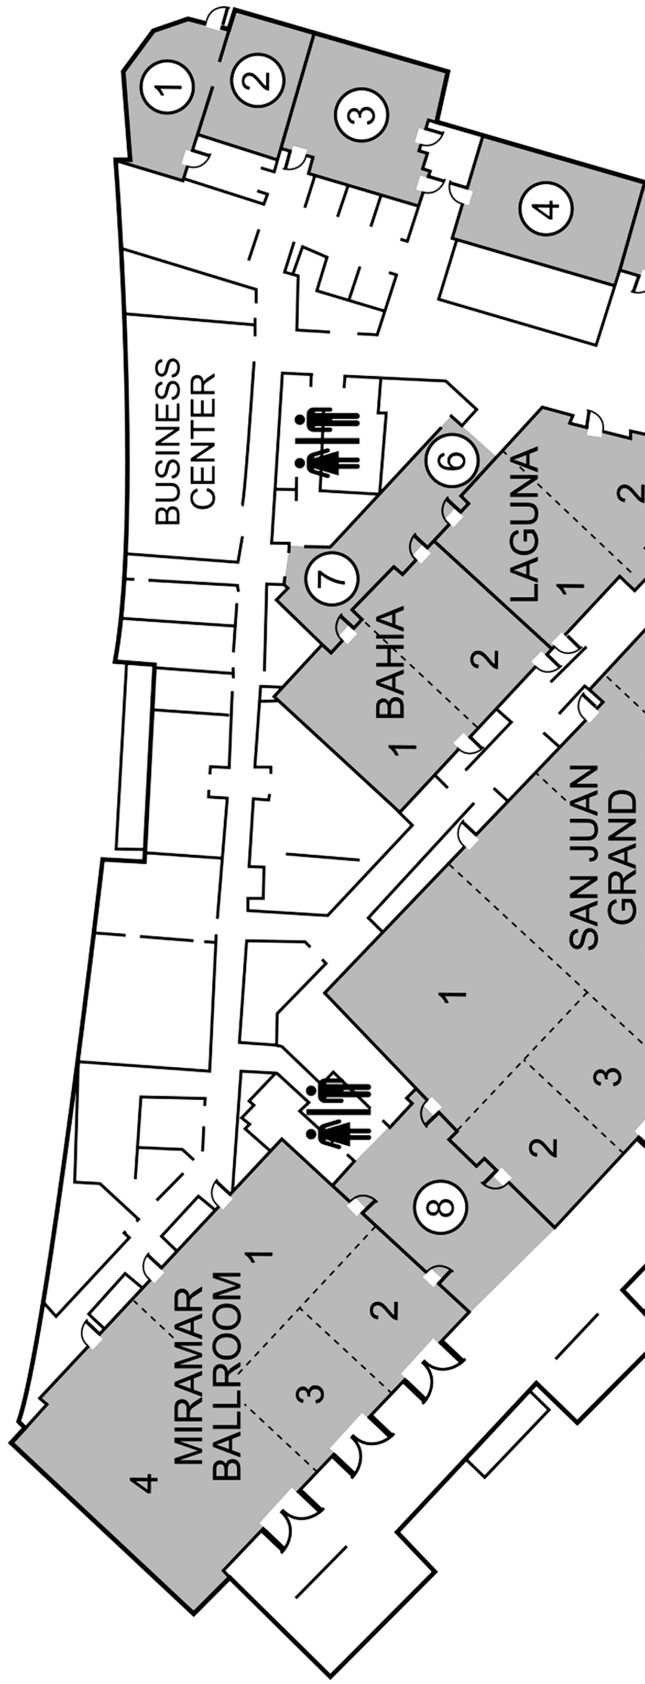 1
2
3
4
BUSINESS
CENTER
6
7
LAGUNA
1
2
BAHIA
1
2
SAN JUAN
GRAND
1
2
3
8
MIRAMAR
BALLROOM
1
2
3
4